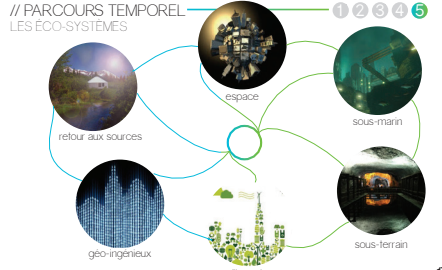 // PARCOURS TEMPOREL
LES ÉCO-SYSTÈMES
1 2 3 4 5
espace
sous-marin
retour aux sources
géo-ingénieux
sous-terrain